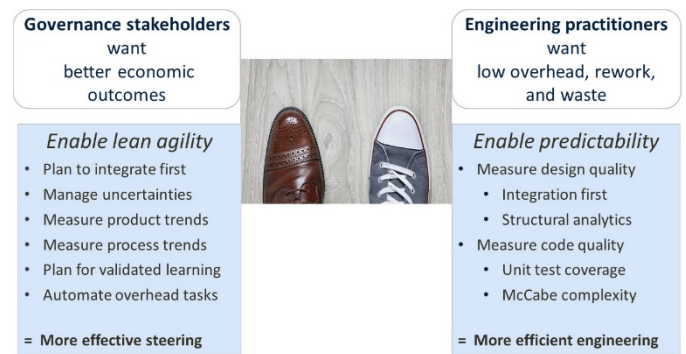 Governance stakeholders
want
better economic
outcomes
Enable lean agility
• Plan to integrate first
• Manage uncertainties
• Measure product trends
• Measure process trends
• Plan for validated learning
• Automate overhead tasks
= More effective steering
Engineering practitioners
want
low overhead, rework,
and waste
Enable predictability
• Measure design quality
• Integration first
• Structural analytics
• Measure code quality
• Unit test coverage
• McCabe complexity
= More efficient engineering